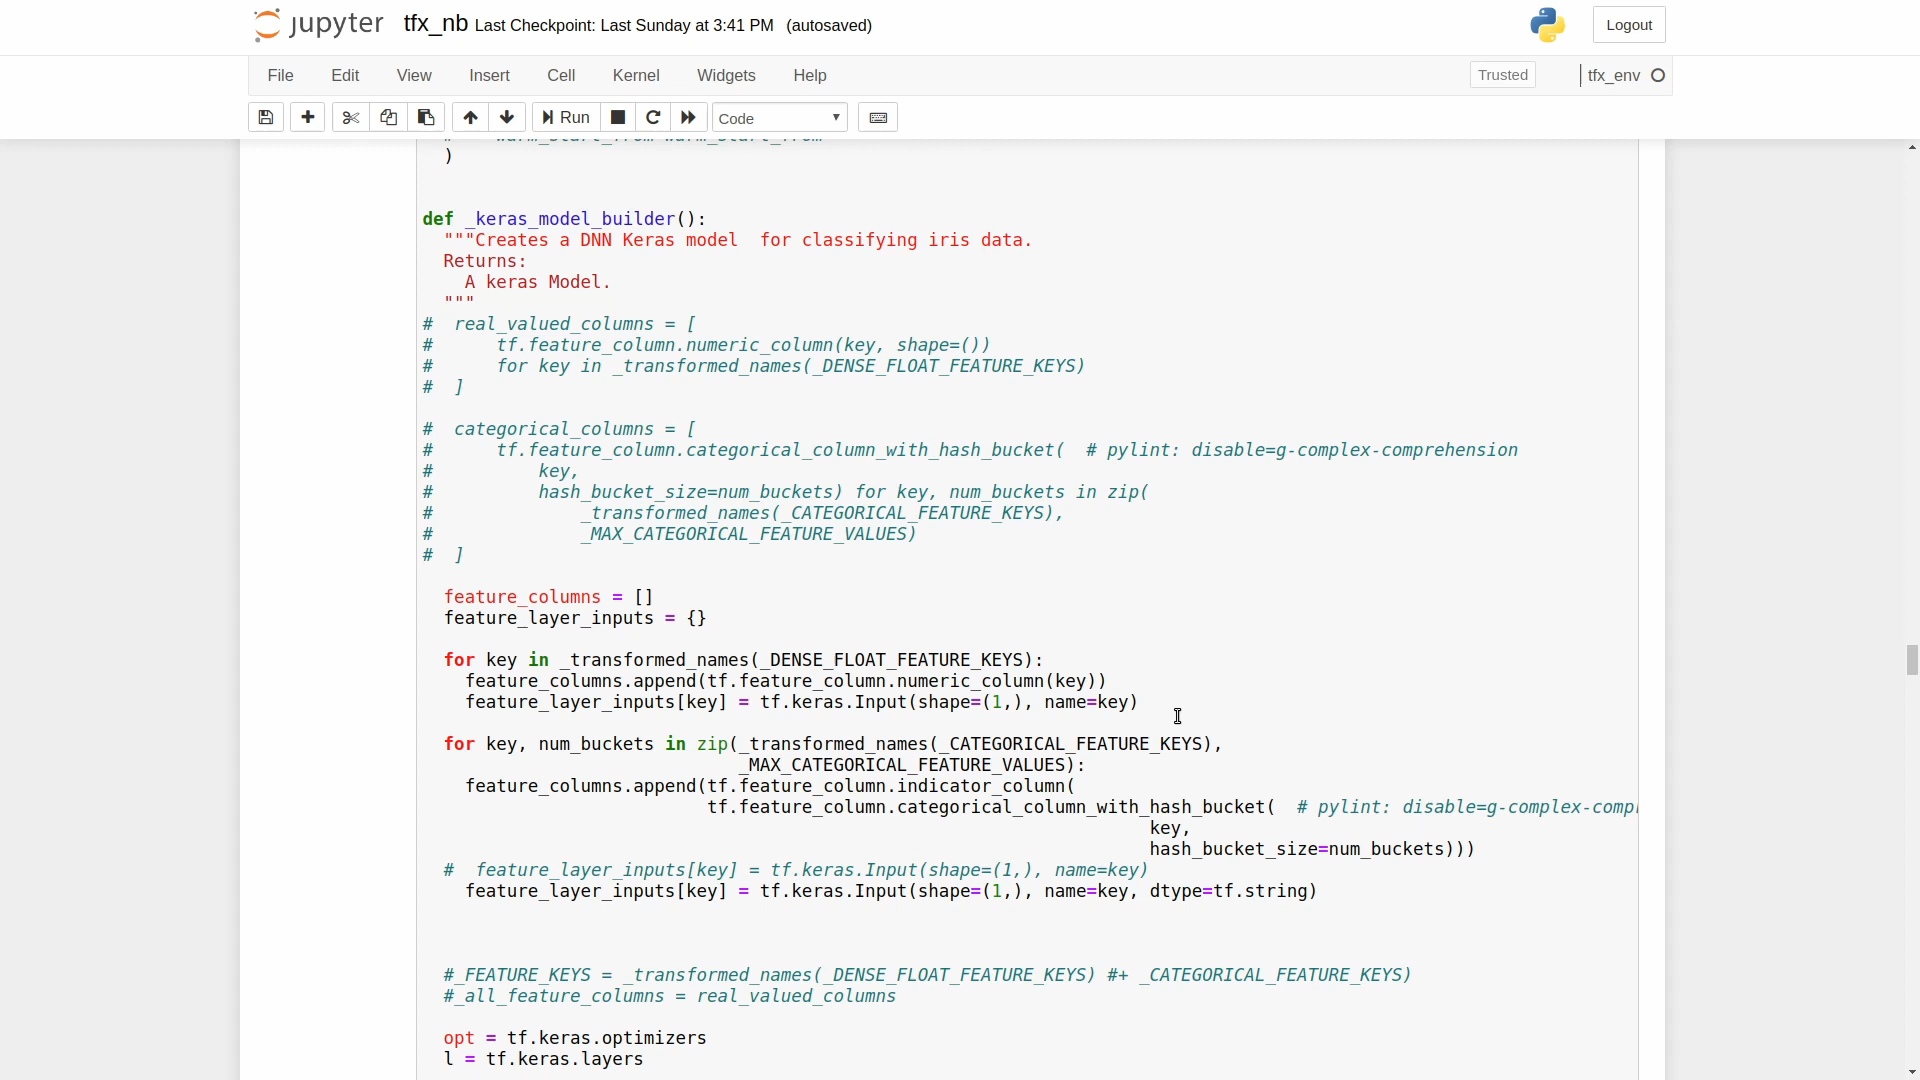 jupyter tfx_nb Last Checkpoint: Last Sunday at 3:41 PM (autosaved) Logout
File Edit View Insert Cell Kernel Widgets Help Trusted tfx_env
Run Code
)
def _keras_model_builder():
"""Creates a DNN Keras model  for classifying iris data.
Returns:
A keras Model.
"""
#  real_valued_columns = [
#      tf.feature_column.numeric_column(key, shape=())
#      for key in _transformed_names(_DENSE_FLOAT_FEATURE_KEYS)
#  ]
#  categorical_columns = [
#      tf.feature_column.categorical_column_with_hash_bucket(  # pylint: disable=g-complex-comprehension
#          key,
#          hash_bucket_size=num_buckets) for key, num_buckets in zip(
#              _transformed_names(_CATEGORICAL_FEATURE_KEYS),
#              _MAX_CATEGORICAL_FEATURE_VALUES)
#  ]
feature_columns = []
feature_layer_inputs = {}
for key in _transformed_names(_DENSE_FLOAT_FEATURE_KEYS):
feature_columns.append(tf.feature_column.numeric_column(key))
feature_layer_inputs[key] = tf.keras.Input(shape=(1,), name=key)
for key, num_buckets in zip(_transformed_names(_CATEGORICAL_FEATURE_KEYS),
_MAX_CATEGORICAL_FEATURE_VALUES):
feature_columns.append(tf.feature_column.indicator_column(
tf.feature_column.categorical_column_with_hash_bucket(  # pylint: disable=g-complex-compr
key,
hash_bucket_size=num_buckets)))
#  feature_layer_inputs[key] = tf.keras.Input(shape=(1,), name=key)
feature_layer_inputs[key] = tf.keras.Input(shape=(1,), name=key, dtype=tf.string)
#_FEATURE_KEYS = _transformed_names(_DENSE_FLOAT_FEATURE_KEYS) #+ _CATEGORICAL_FEATURE_KEYS)
#_all_feature_columns = real_valued_columns
opt = tf.keras.optimizers
l = tf.keras.layers